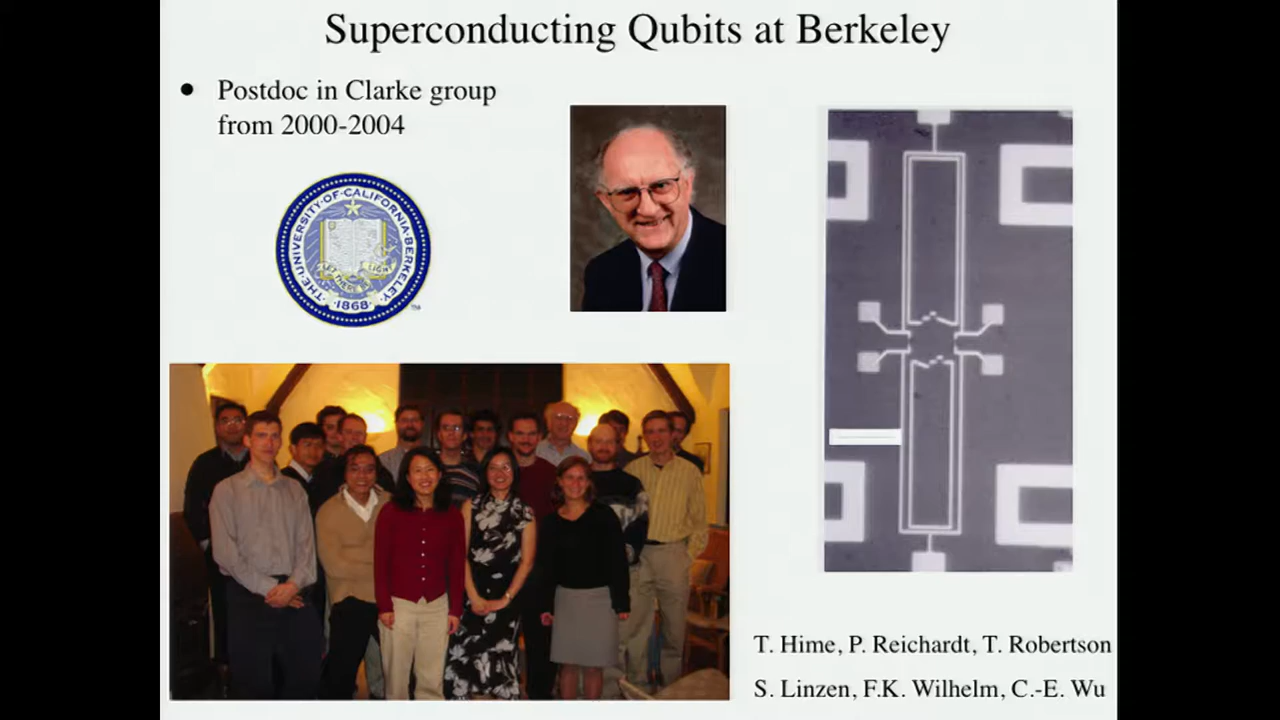 Superconducting Qubits at Berkeley
• Postdoc in Clarke group
from 2000-2004
THE·UNIVERSITY·OF·CALIFORNIA·BERKELEY
LET THERE BE LIGHT
·1868·
TM
T. Hime, P. Reichardt, T. Robertson
S. Linzen, F.K. Wilhelm, C.-E. Wu